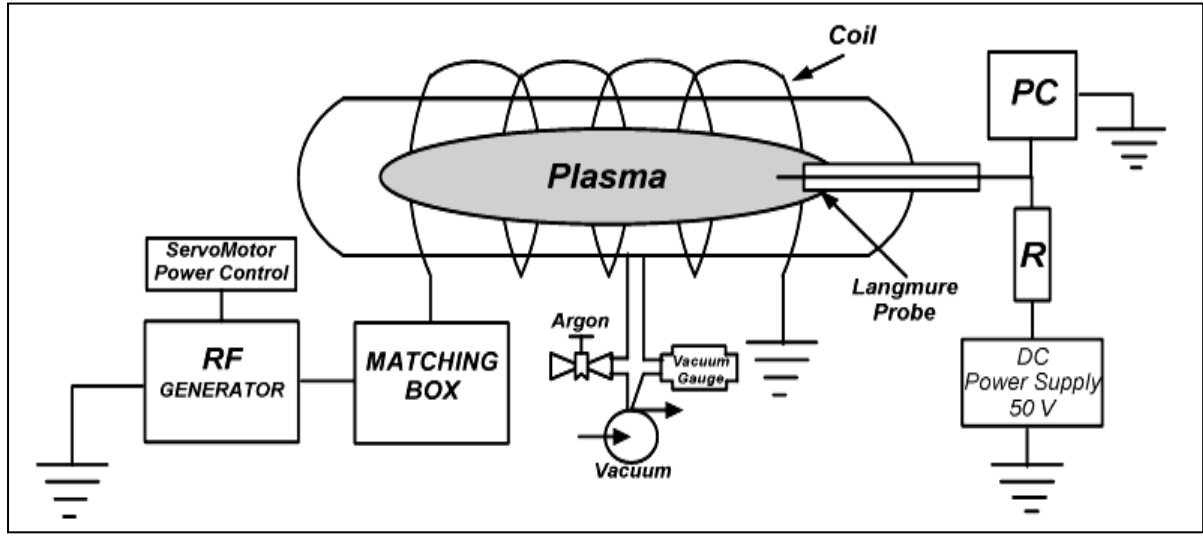 Coil
PC
Plasma
ServoMotor
Power Control
Langmure
Probe
R
Argon
RF
GENERATOR
MATCHING
BOX
Vacuum
Gauge
DC
Power Supply
50 V
Vacuum